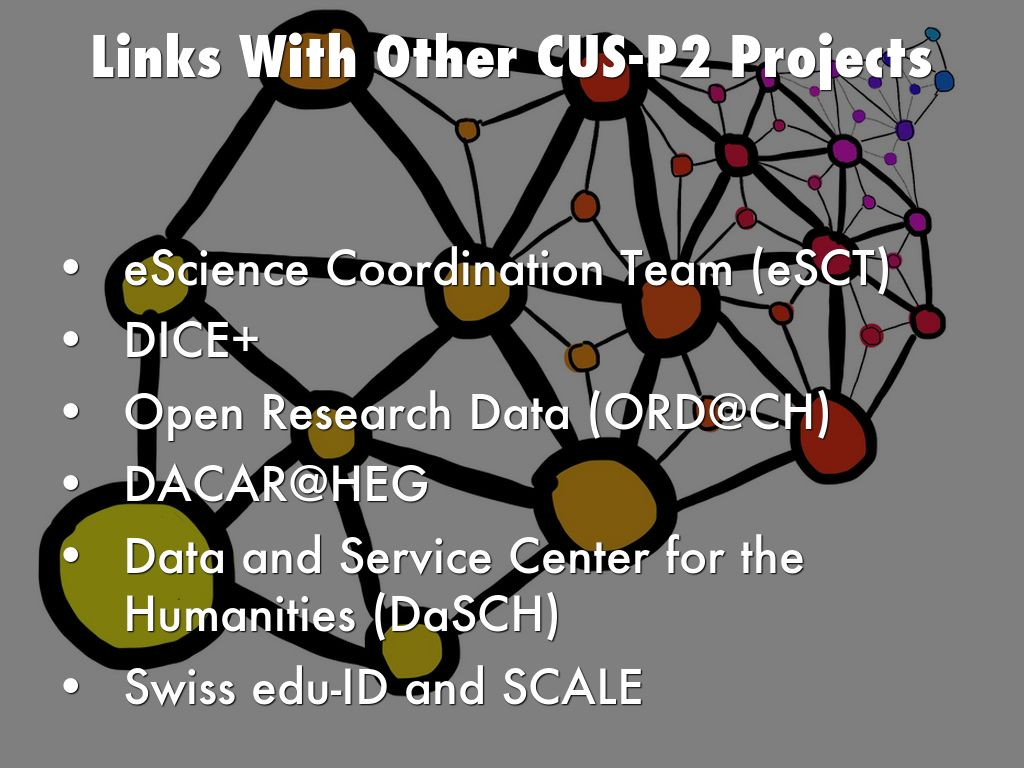 Links With Other CUS-P2 Projects
• eScience Coordination Team (eSCT)
• DICE+
• Open Research Data (ORD@CH)
• DACAR@HEG
• Data and Service Center for the
Humanities (DaSCH)
• Swiss edu-ID and SCALE